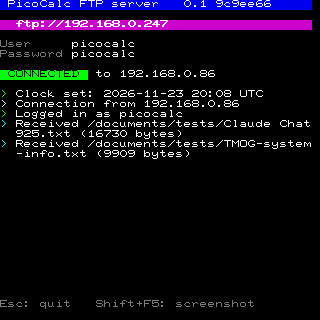 PicoCalc FTP server 0.1 9c9ee66
ftp://192.168.0.247
User picocalc
Password picocalc
CONNECTED to 192.168.0.86
> Clock set: 2026-11-23 20:08 UTC
> Connection from 192.168.0.86
> Logged in as picocalc
> Received /documents/tests/Claude Chat
925.txt (16730 bytes)
> Received /documents/tests/TMOG-system
-info.txt (9909 bytes)
Esc: quit Shift+F5: screenshot